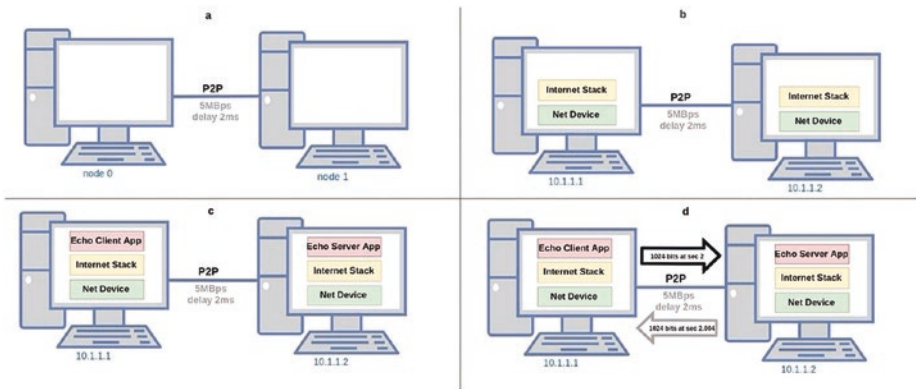 a
P2P
5MBps
delay 2ms
node 0
node 1
b
Internet Stack
Net Device
P2P
5MBps
delay 2ms
Internet Stack
Net Device
10.1.1.1
10.1.1.2
c
Echo Client App
Internet Stack
Net Device
P2P
5MBps
delay 2ms
Echo Server App
Internet Stack
Net Device
10.1.1.1
10.1.1.2
d
Echo Client App
Internet Stack
Net Device
1024 bits at sec 2
P2P
5MBps
delay 2ms
1024 bits at sec 2.004
Echo Server App
Internet Stack
Net Device
10.1.1.1
10.1.1.2